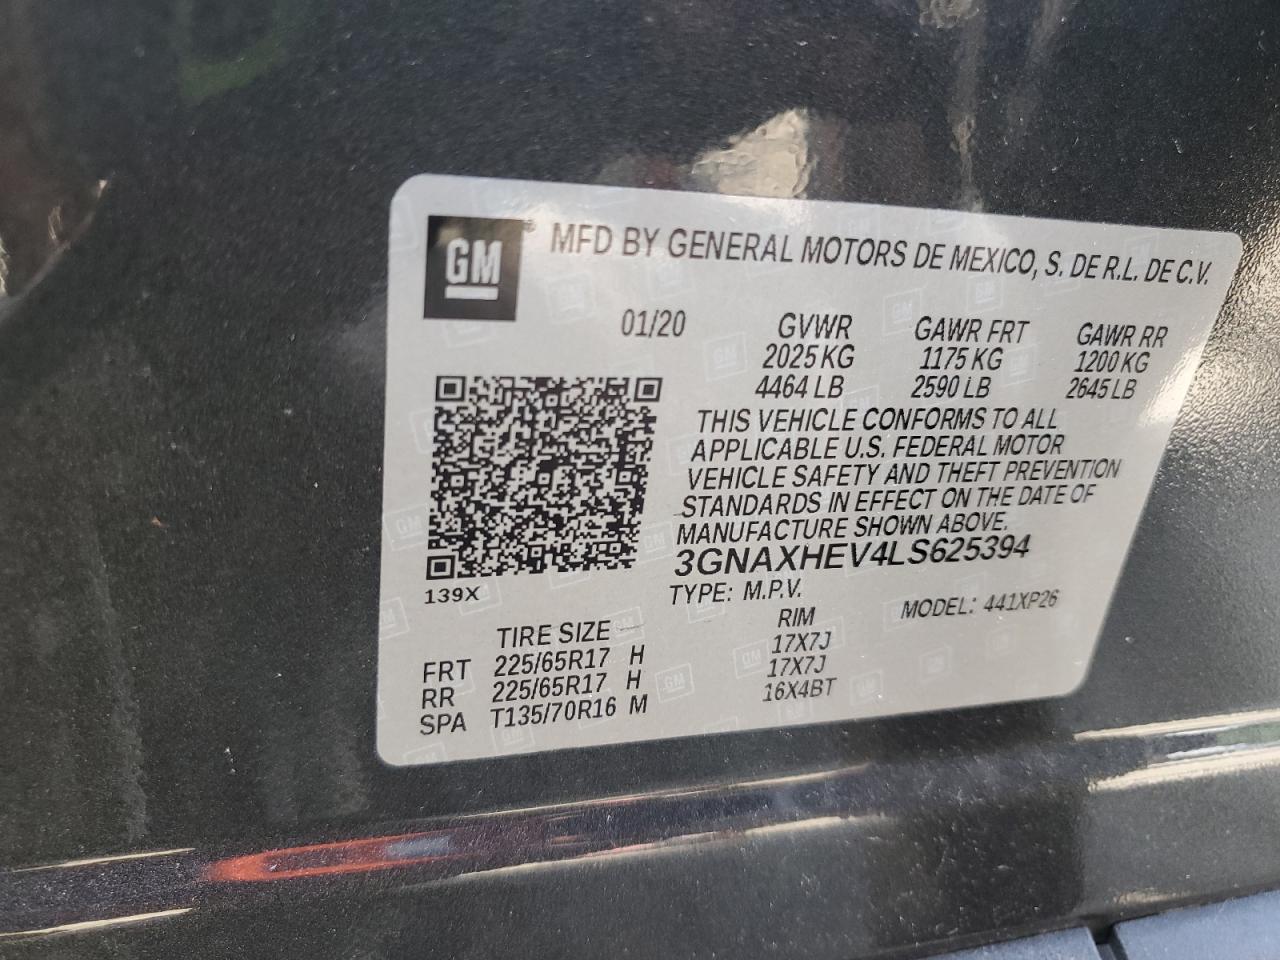 GM ® MFD BY GENERAL MOTORS DE MEXICO, S. DE R.L. DE C.V.
01/20 GVWR GAWR FRT GAWR RR
2025 KG 1175 KG 1200 KG
4464 LB 2590 LB 2645 LB
THIS VEHICLE CONFORMS TO ALL
APPLICABLE U.S. FEDERAL MOTOR
VEHICLE SAFETY AND THEFT PREVENTION
STANDARDS IN EFFECT ON THE DATE OF
MANUFACTURE SHOWN ABOVE.
3GNAXHEV4LS625394
139X
TYPE: M.P.V. MODEL: 441XP26
TIRE SIZE RIM
FRT 225/65R17 H 17X7J
RR 225/65R17 H 17X7J
SPA T135/70R16 M 16X4BT